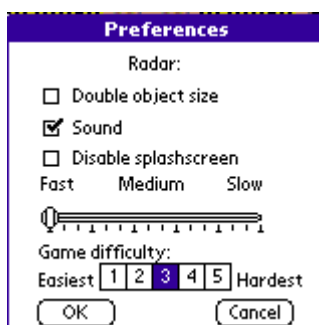 Preferences
Radar:
Double object size
Sound
Disable splashscreen
Fast Medium Slow
Game difficulty:
Easiest 1 2 3 4 5 Hardest
OK Cancel